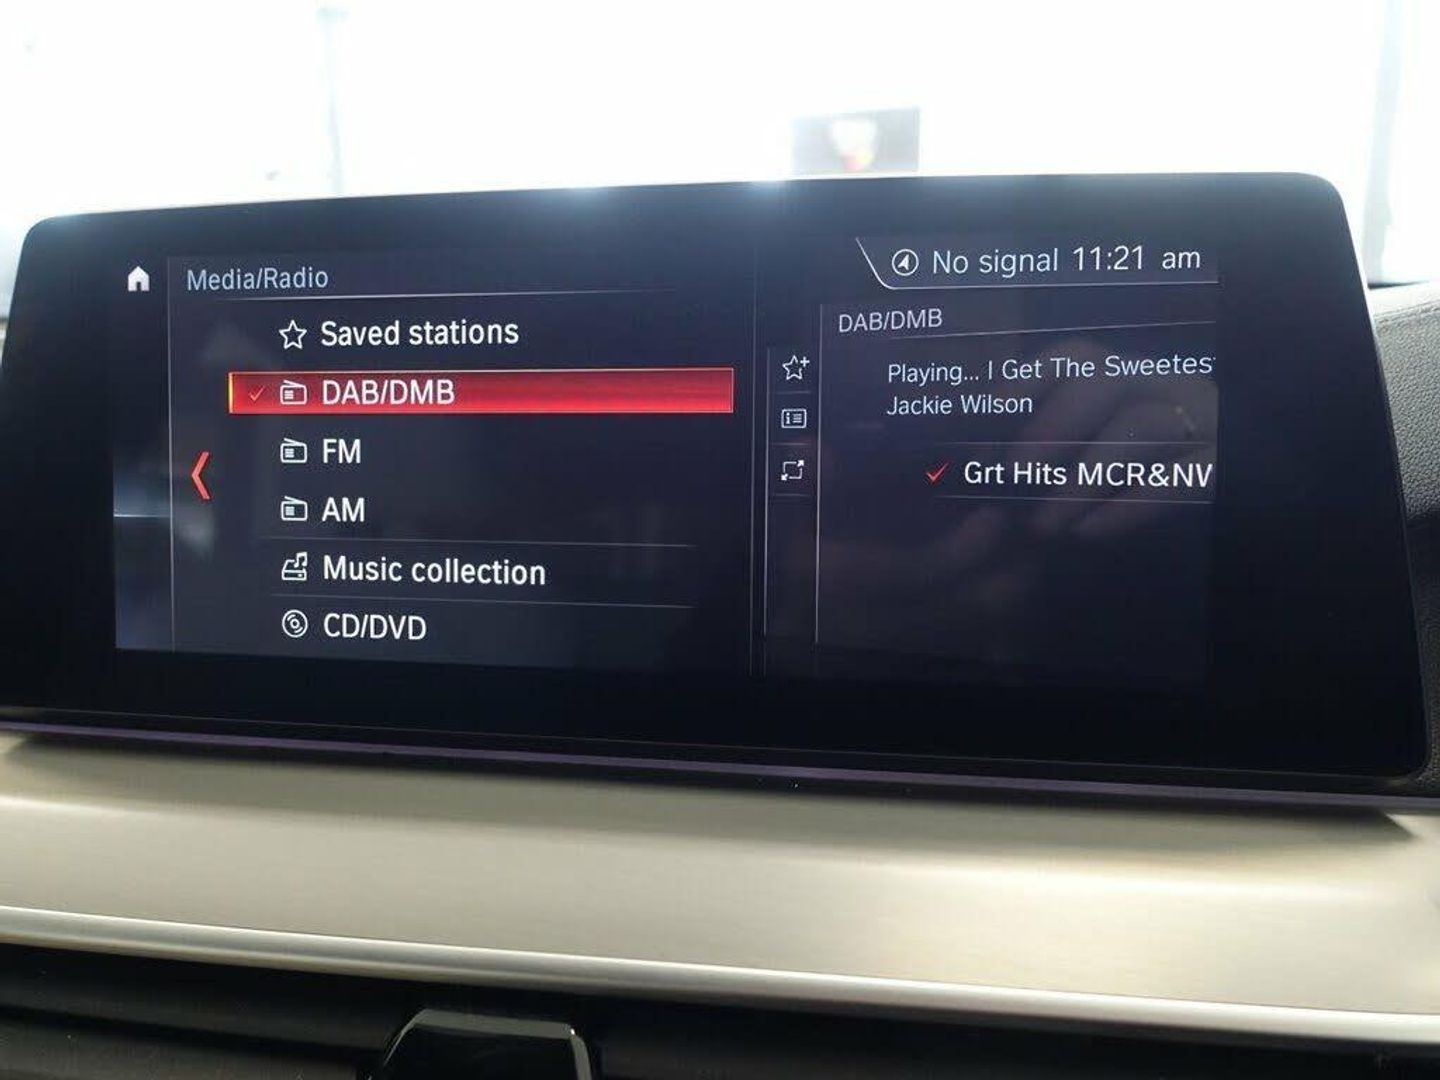 Media/Radio
No signal 11:21 am
Saved stations
DAB/DMB
FM
AM
Music collection
CD/DVD
DAB/DMB
Playing... I Get The Sweetes
Jackie Wilson
Grt Hits MCR&NW